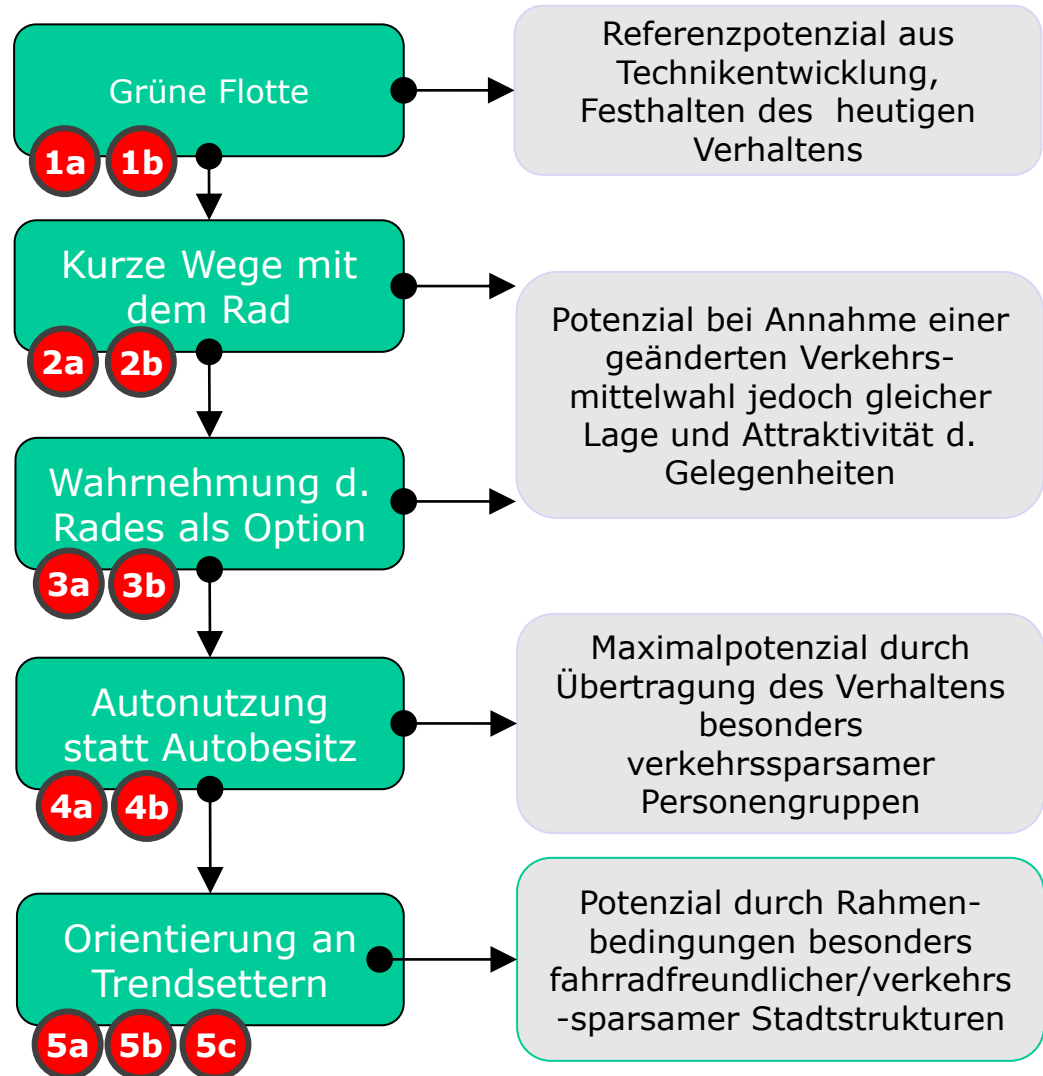 Grüne Flotte
1a 1b
Referenzpotenzial aus
Technikentwicklung,
Festhalten des heutigen
Verhaltens
Kurze Wege mit
dem Rad
2a 2b
Potenzial bei Annahme einer
geänderten Verkehrs-
mittelwahl jedoch gleicher
Lage und Attraktivität d.
Gelegenheiten
Wahrnehmung d.
Rades als Option
3a 3b
Autonutzung
statt Autobesitz
4a 4b
Maximalpotenzial durch
Übertragung des Verhaltens
besonders
verkehrssparsamer
Personengruppen
Orientierung an
Trendsettern
5a 5b 5c
Potenzial durch Rahmen-
bedingungen besonders
fahrradfreundlicher/verkehrs
-sparsamer Stadtstrukturen